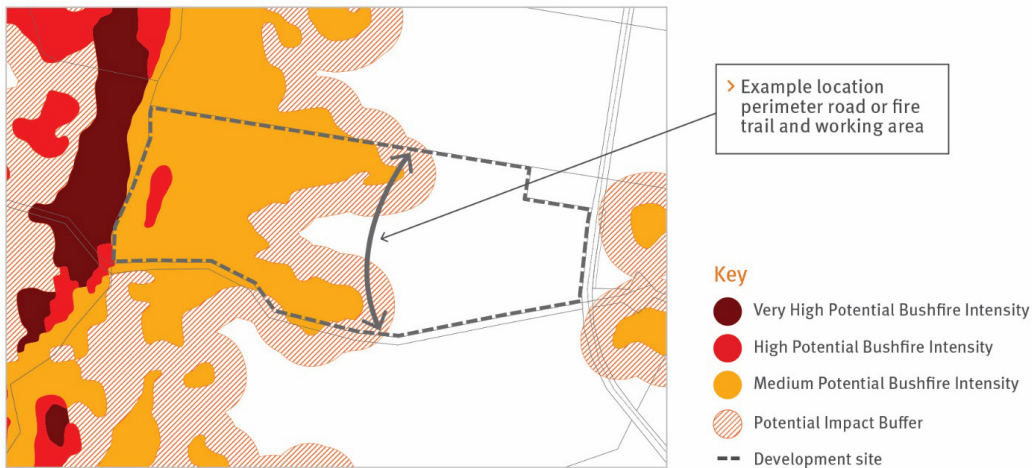 > Example location
perimeter road or fire
trail and working area
Key
Very High Potential Bushfire Intensity
High Potential Bushfire Intensity
Medium Potential Bushfire Intensity
Potential Impact Buffer
Development site